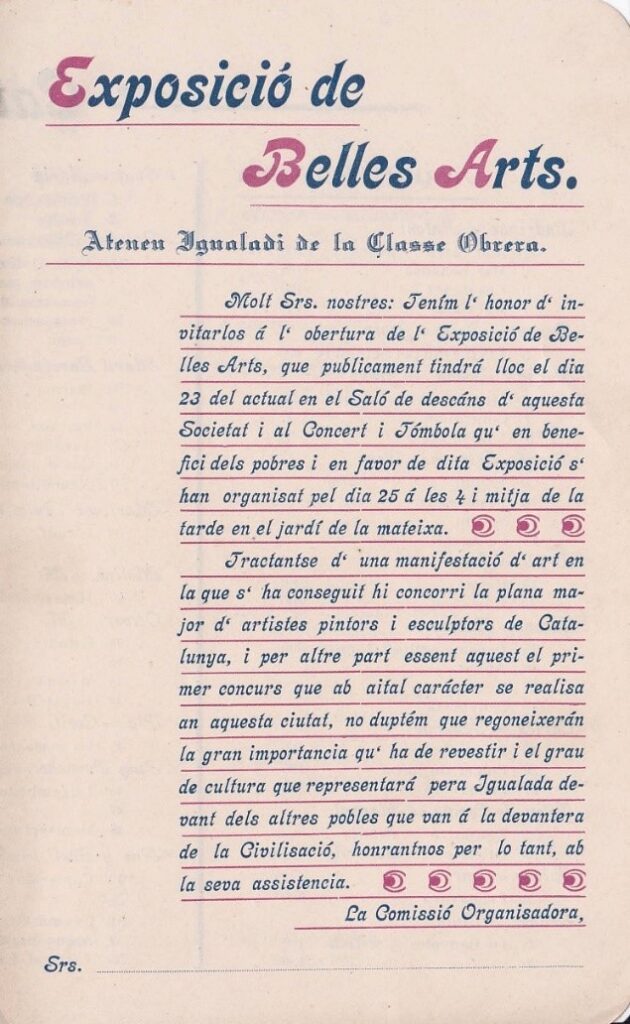 Exposició de
Belles Arts.
Ateneu Igualadi de la Classe Obrera.
Molt Srs. nostres: Tením l' honor d' in-
vitarlos á l' obertura de l' Exposició de Be-
lles Arts, que publicament tindrá lloc el dia
23 del actual en el Saló de descáns d' aquesta
Societat i al Concert i Tómbola qu' en bene-
fici dels pobres i en favor de dita Exposició s'
han organisat pel dia 25 á les 4 i mitja de la
tarde en el jardí de la mateixa.
Tractantse d' una manifestació d' art en
la que s' ha conseguit hi concorri la plana ma-
jor d' artistes pintors i esculptors de Cata-
lunya, i per altre part essent aquest el pri-
mer concurs que ab aital carácter se realisa
an aquesta ciutat, no duptém que regoneixerán
la gran importancia qu' ha de revestir i el grau
de cultura que representará pera Igualada de-
vant dels altres pobles que van á la devantera
de la Civilisació, honrantnos per lo tant, ab
la seva assistencia.
La Comissió Organisadora,
Srs.